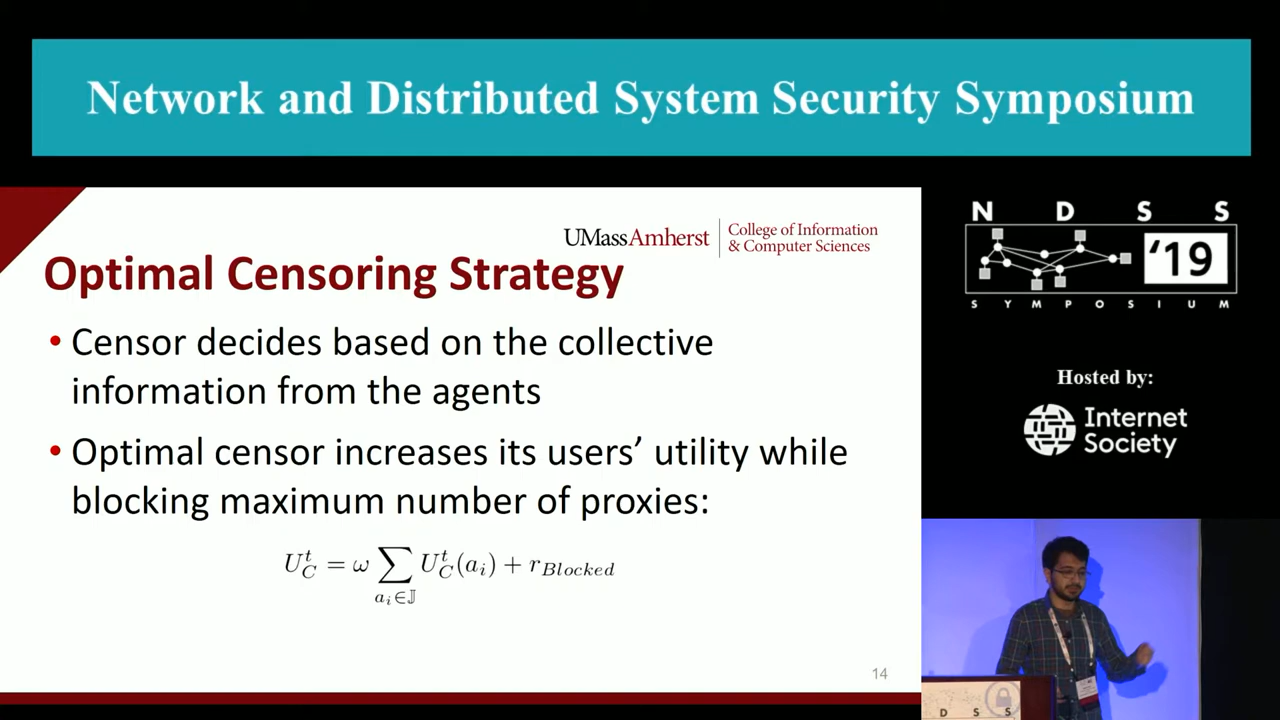 Network and Distributed System Security Symposium
UMassAmherst
College of Information
& Computer Sciences
Optimal Censoring Strategy
• Censor decides based on the collective
information from the agents
• Optimal censor increases its users’ utility while
blocking maximum number of proxies:
U_C^t = ω ∑_{a_i∈𝕁} U_C^t(a_i) + r_{Blocked}
14
N D S S
‘19
S Y M P O S I U M
Hosted by:
Internet
Society
D S S